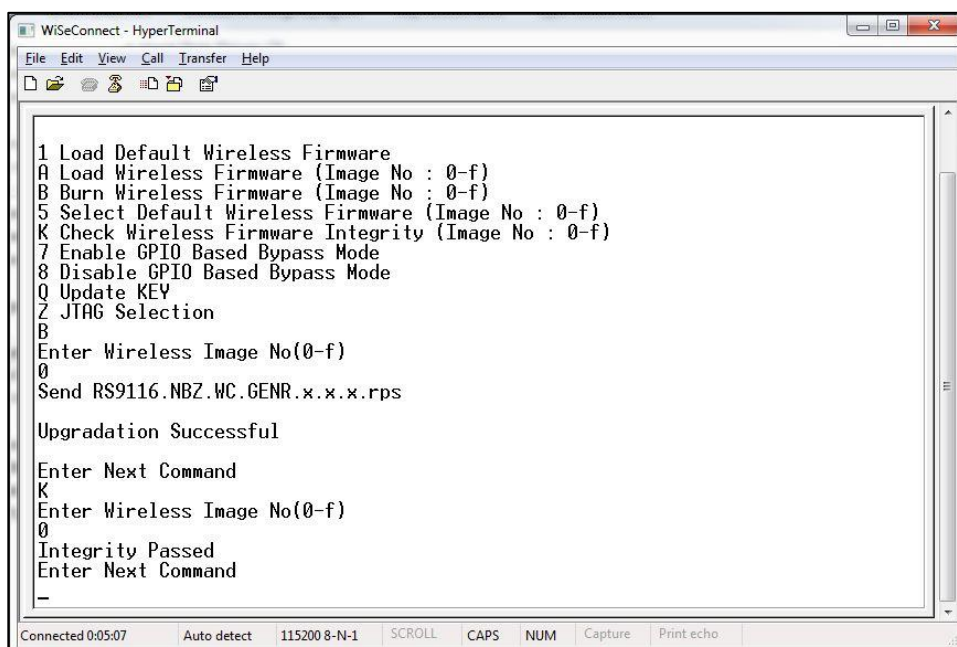 WiSeConnect - HyperTerminal
File Edit View Call Transfer Help
1 Load Default Wireless Firmware
A Load Wireless Firmware (Image No : 0-f)
B Burn Wireless Firmware (Image No : 0-f)
5 Select Default Wireless Firmware (Image No : 0-f)
K Check Wireless Firmware Integrity (Image No : 0-f)
7 Enable GPIO Based Bypass Mode
8 Disable GPIO Based Bypass Mode
Q Update KEY
Z JTAG Selection
B
Enter Wireless Image No(0-f)
0
Send RS9116.NBZ.WC.GENR.x.x.x.rps
Upgradation Successful
Enter Next Command
K
Enter Wireless Image No(0-f)
0
Integrity Passed
Enter Next Command
_
Connected 0:05:07 Auto detect 115200 8-N-1 SCROLL CAPS NUM Capture Print echo